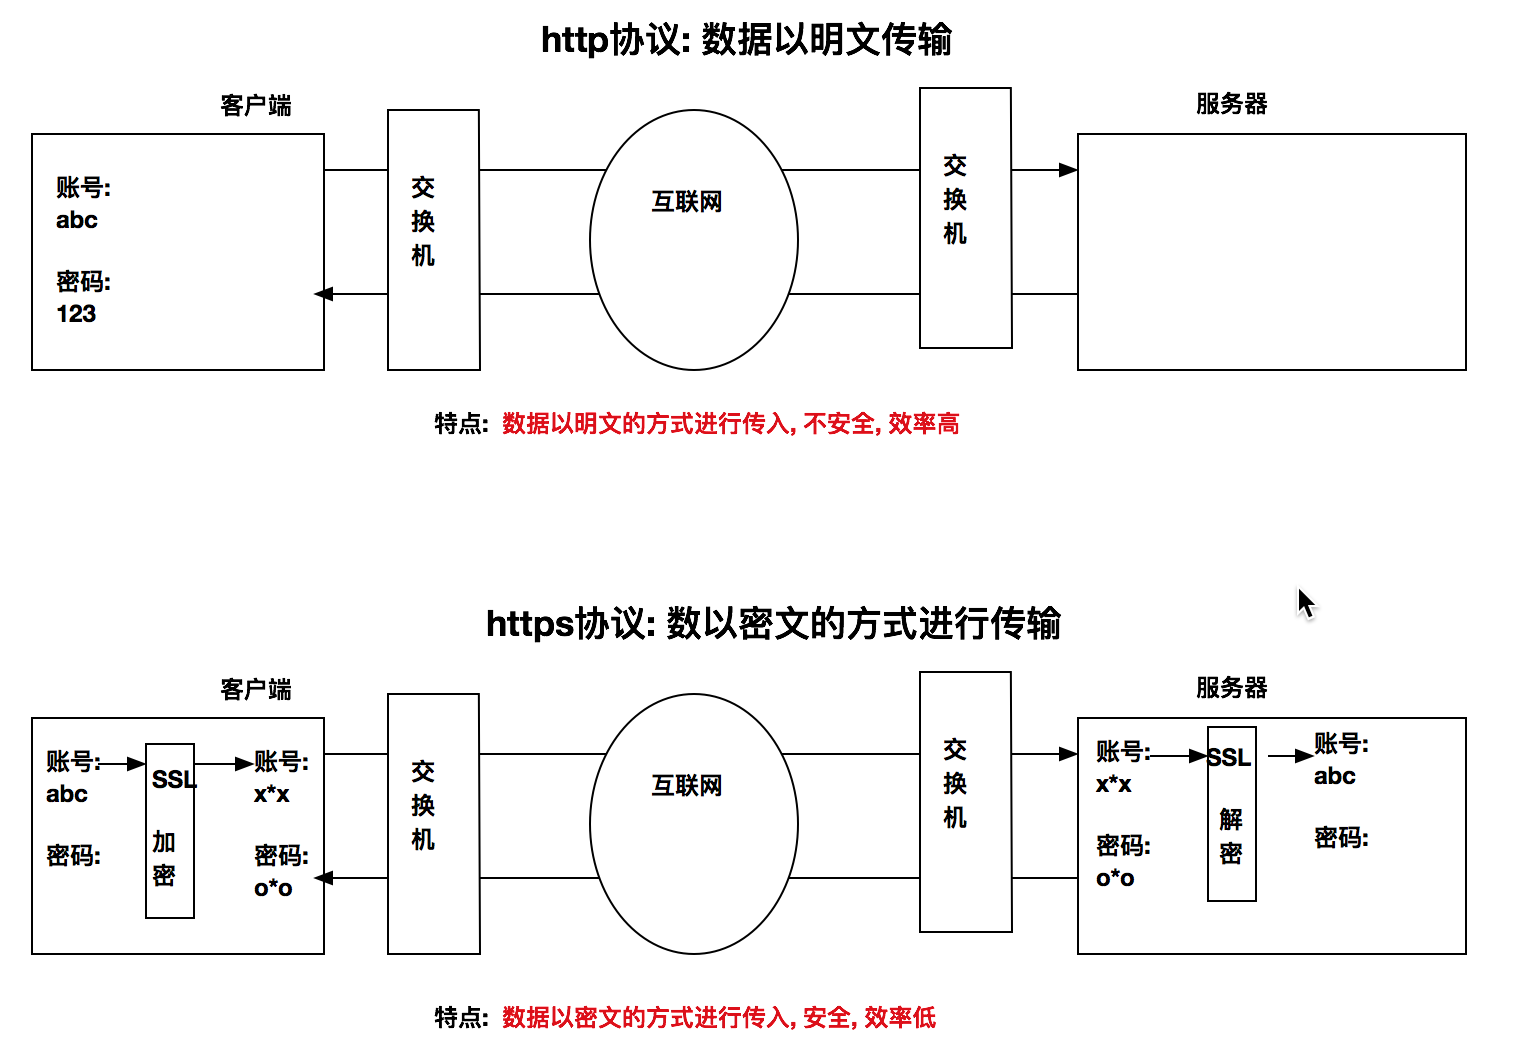 http协议: 数据以明文传输
客户端
服务器
账号:
abc
密码:
123
交
换
机
互联网
交
换
机
特点: 数据以明文的方式进行传入, 不安全, 效率高
https协议: 数以密文的方式进行传输
客户端
服务器
账号:
abc
密码:
SSL
加
密
账号:
x*x
密码:
o*o
交
换
机
互联网
交
换
机
账号:
x*x
密码:
o*o
SSL
解
密
账号:
abc
密码:
特点: 数据以密文的方式进行传入, 安全, 效率低